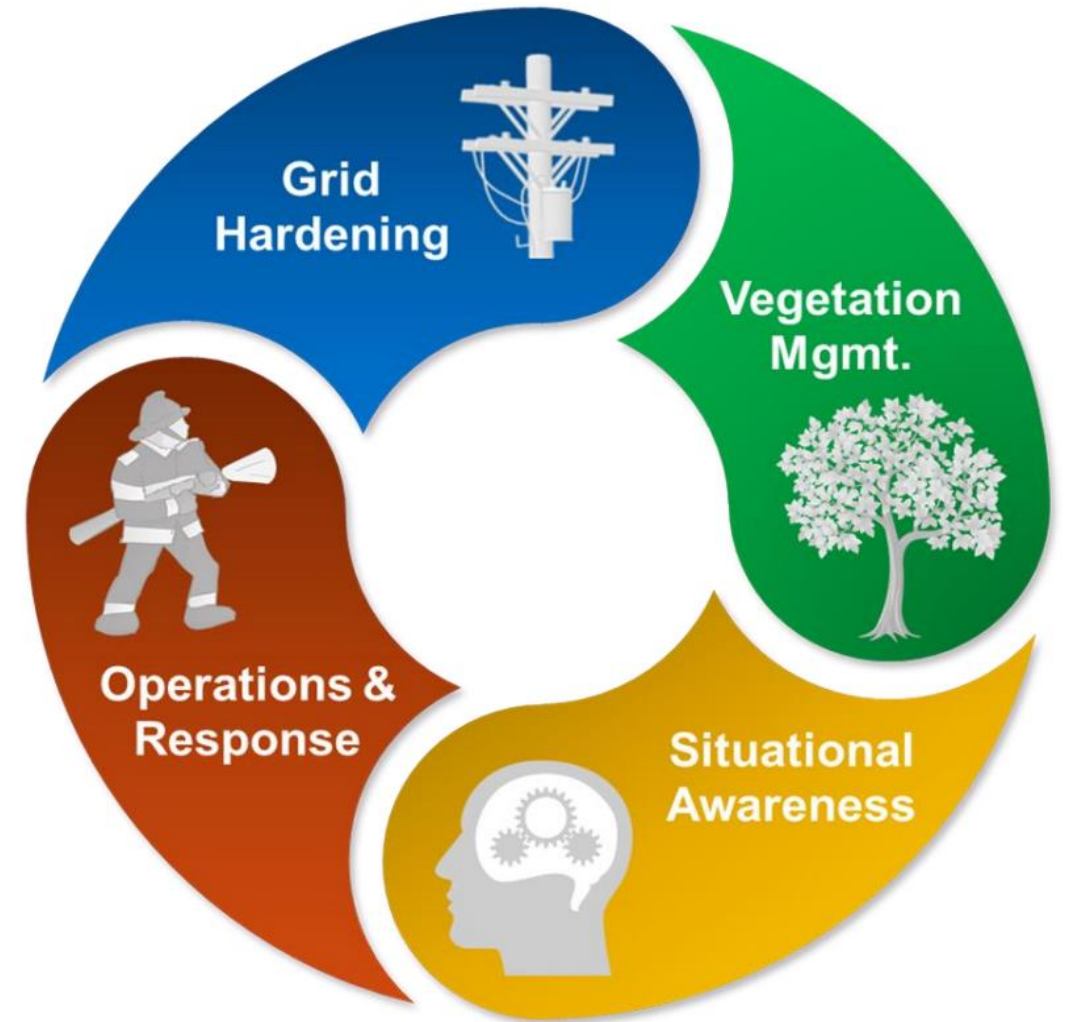 Grid
Hardening
Vegetation
Mgmt.
Situational
Awareness
Operations &
Response